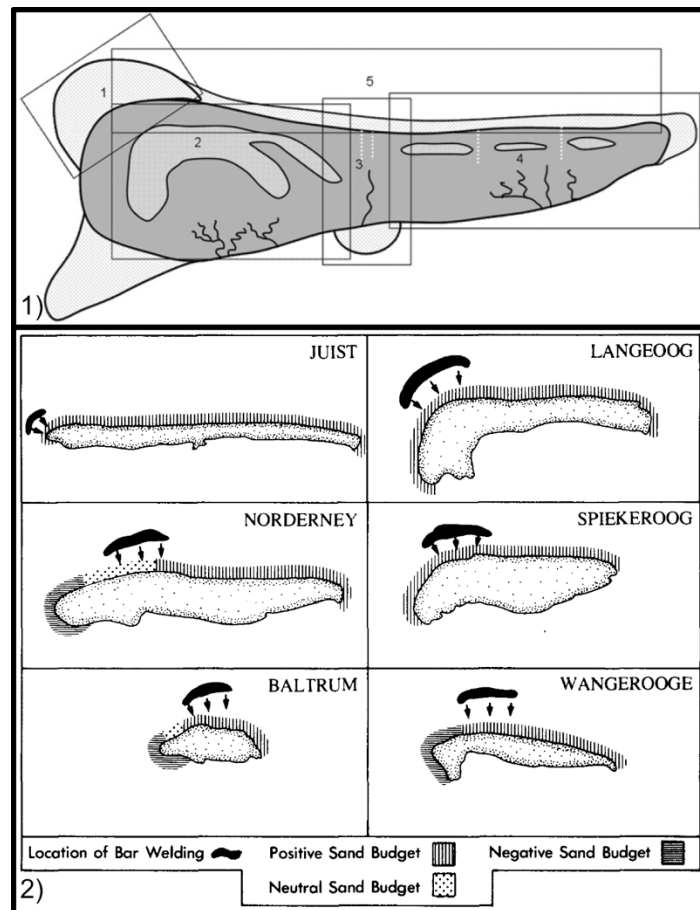 1
5
2
3
4
1)
JUIST
LANGEOOG
NORDERNEY
SPIEKEROOG
BALTRUM
WANGEROOGE
Location of Bar Welding Positive Sand Budget Negative Sand Budget
Neutral Sand Budget
2)